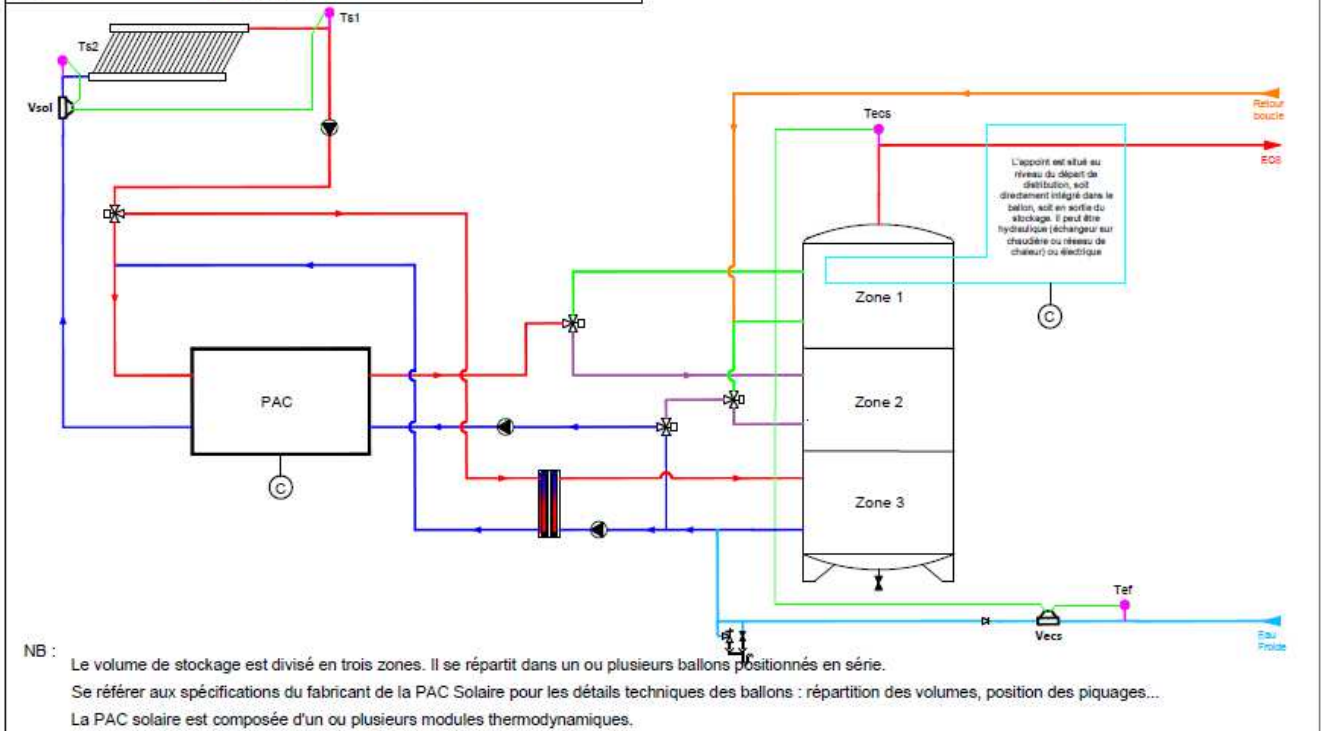 Ts1
Ts2
Vsol
Retour
boucle
Tecs
ECS
L'appoint est situé au
niveau du départ de
distribution, soit
directement intégré dans le
ballon, soit en sortie du
stockage. Il peut être
hydraulique (échangeur sur
chaudière ou réseau de
chaleur) ou électrique
Zone 1
C
PAC
Zone 2
C
Zone 3
Tef
Vecs
Eau
Froide
NB :
Le volume de stockage est divisé en trois zones. Il se répartit dans un ou plusieurs ballons positionnés en série.
Se référer aux spécifications du fabricant de la PAC Solaire pour les détails techniques des ballons : répartition des volumes, position des piquages...
La PAC solaire est composée d'un ou plusieurs modules thermodynamiques.